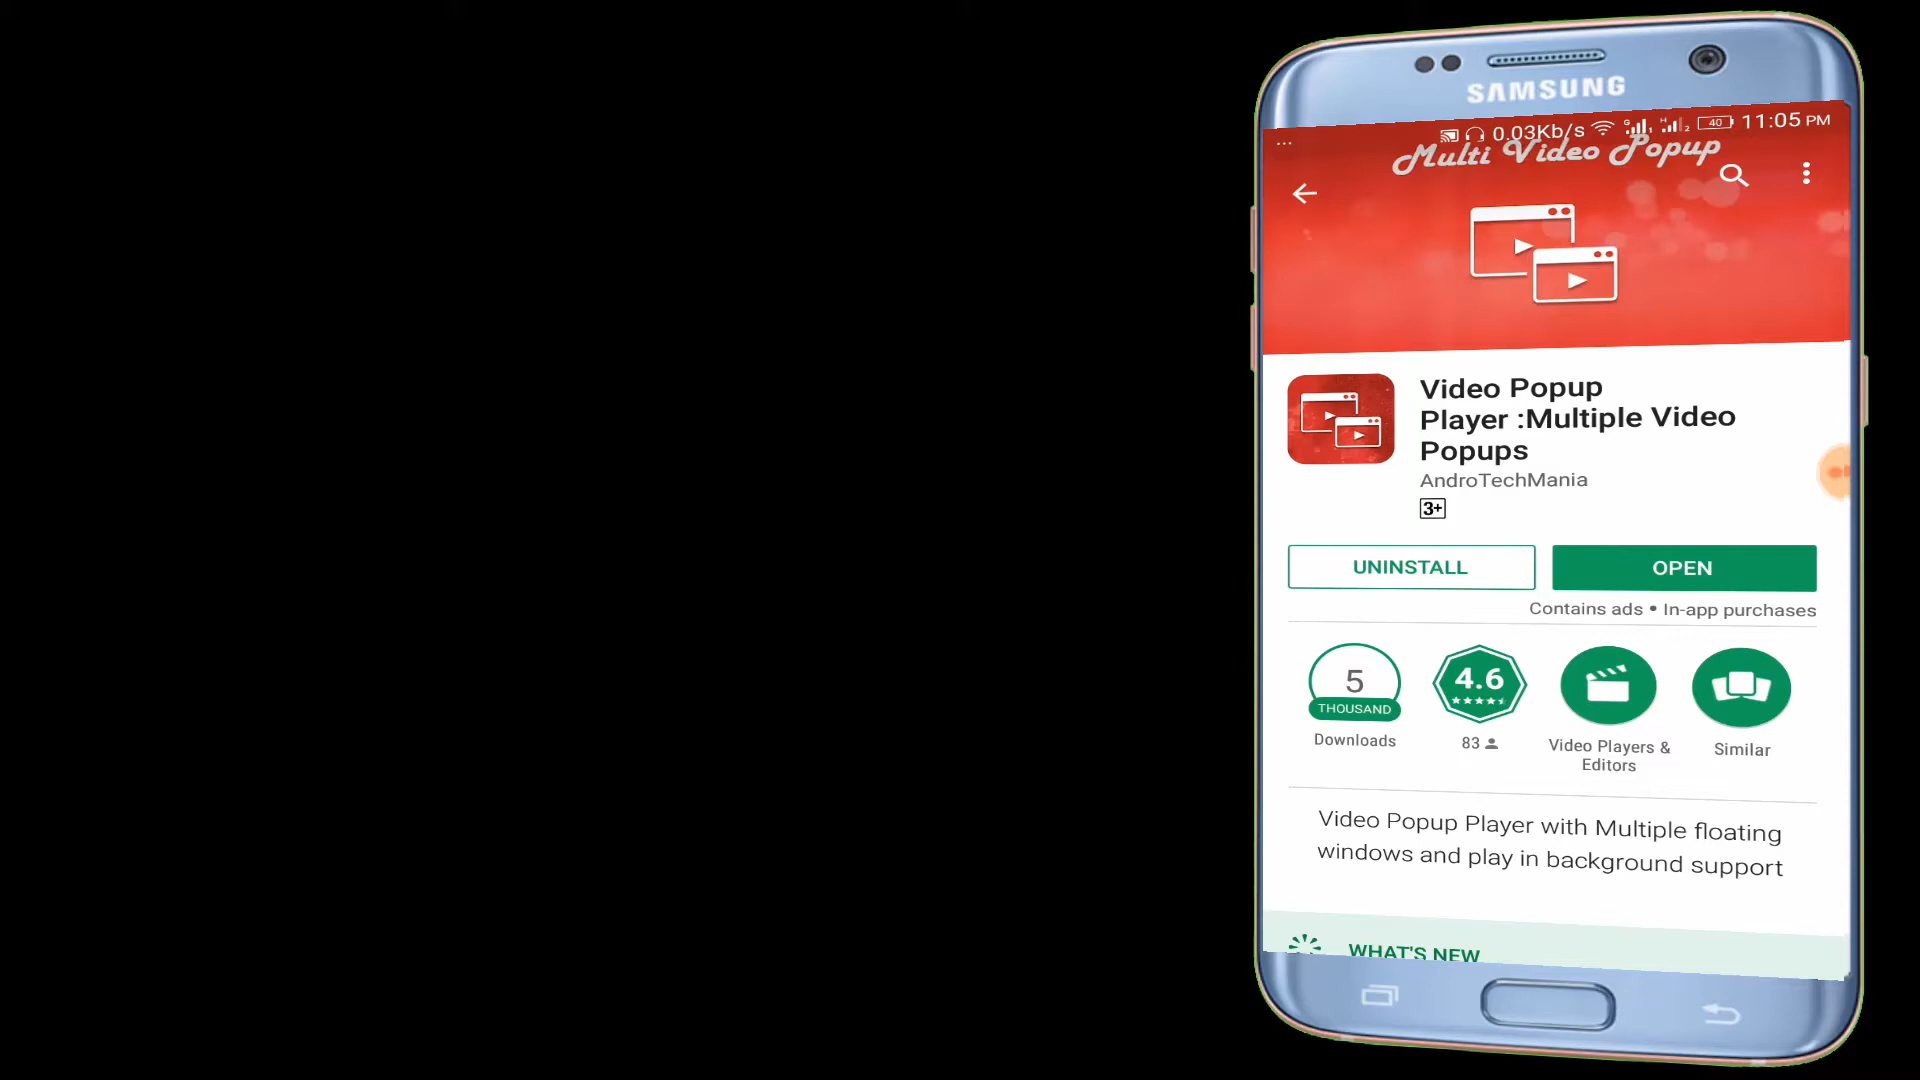 SAMSUNG
... 0.03Kb/s G 1 H 2 40 11:05 PM
Multi Video Popup
Video Popup
Player :Multiple Video
Popups
AndroTechMania
3+
UNINSTALL
OPEN
Contains ads • In-app purchases
5
THOUSAND
Downloads
4.6
83
Video Players &
Editors
Similar
Video Popup Player with Multiple floating
windows and play in background support
WHAT'S NEW